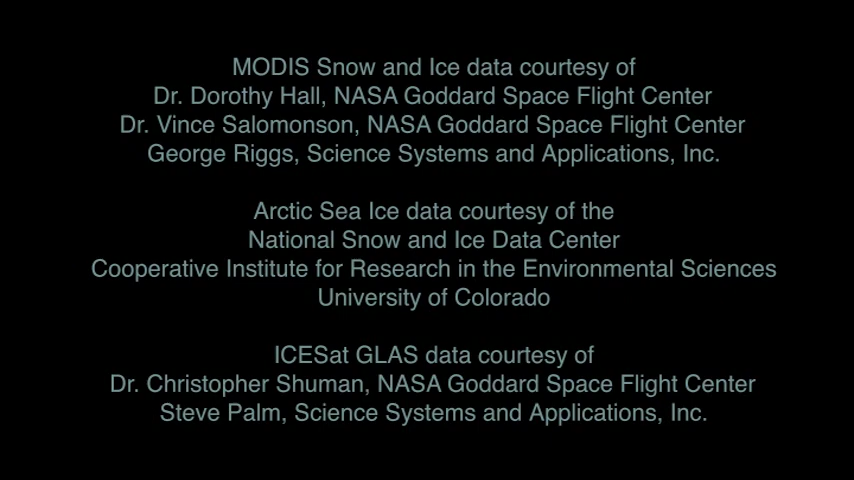 MODIS Snow and Ice data courtesy of
Dr. Dorothy Hall, NASA Goddard Space Flight Center
Dr. Vince Salomonson, NASA Goddard Space Flight Center
George Riggs, Science Systems and Applications, Inc.
Arctic Sea Ice data courtesy of the
National Snow and Ice Data Center
Cooperative Institute for Research in the Environmental Sciences
University of Colorado
ICESat GLAS data courtesy of
Dr. Christopher Shuman, NASA Goddard Space Flight Center
Steve Palm, Science Systems and Applications, Inc.